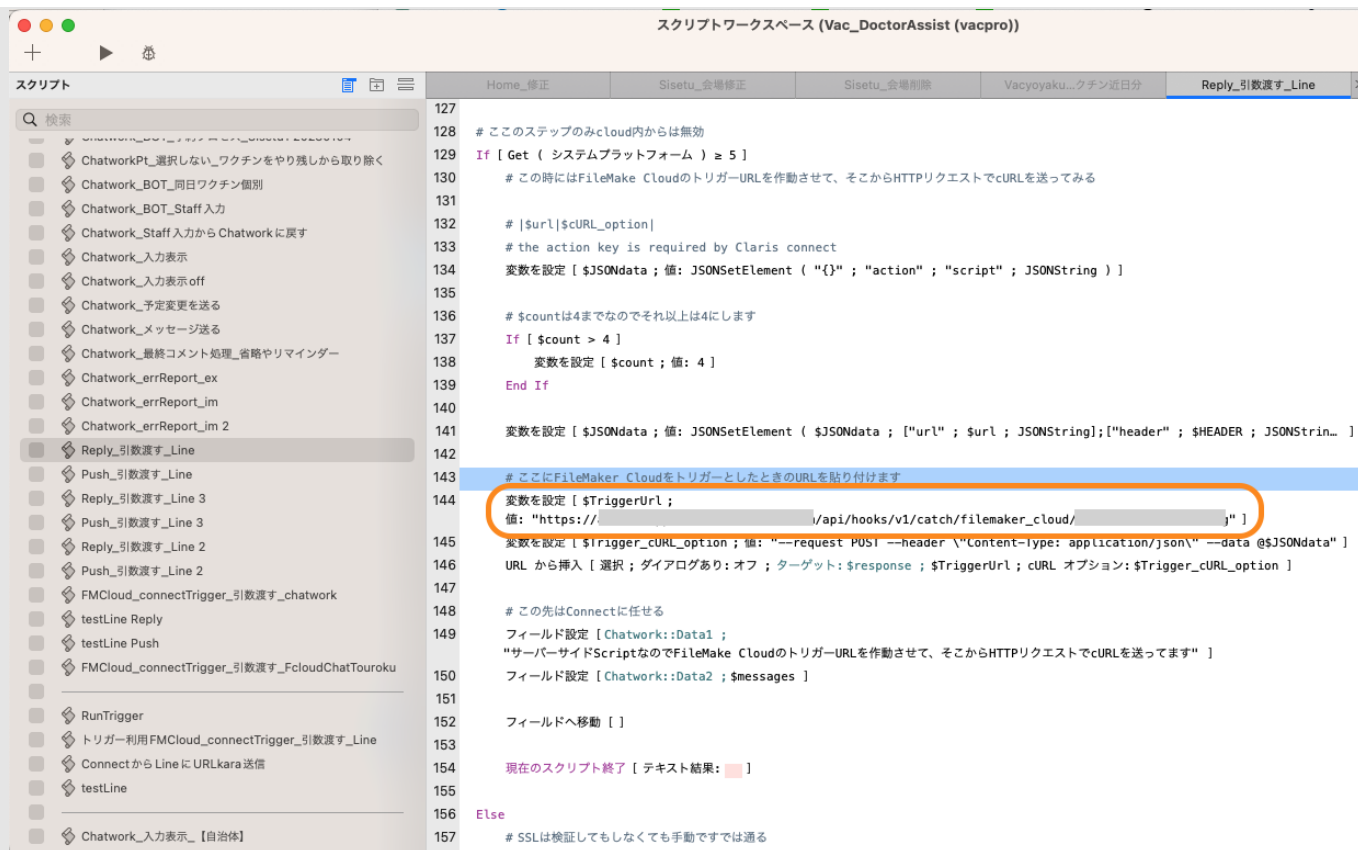 スクリプトワークスペース (Vac_DoctorAssist (vacpro))
スクリプト
検索
ChatworkPt_選択しない_ワクチンをやり残しから取り除く
Chatwork_BOT_同日ワクチン個別
Chatwork_BOT_Staff入力
Chatwork_Staff入力からChatworkに戻す
Chatwork_入力表示
Chatwork_入力表示off
Chatwork_予定変更を送る
Chatwork_メッセージ送る
Chatwork_最終コメント処理_省略やリマインダー
Chatwork_errReport_ex
Chatwork_errReport_im
Chatwork_errReport_im 2
Reply_引数渡す_Line
Push_引数渡す_Line
Reply_引数渡す_Line 3
Push_引数渡す_Line 3
Reply_引数渡す_Line 2
Push_引数渡す_Line 2
FMCloud_connectTrigger_引数渡す_chatwork
testLine Reply
testLine Push
FMCloud_connectTrigger_引数渡す_FcloudChatTouroku
RunTrigger
トリガー利用FMCloud_connectTrigger_引数渡す_Line
ConnectからLineにURLkara送信
testLine
Chatwork_入力表示_【自治体】
Home_修正
Sisetu_会場修正
Sisetu_会場削除
Vacyoyaku...クチン近日分
Reply_引数渡す_Line
127
128 # ここのステップのみcloud内からは無効
129 If [ Get ( システムプラットフォーム ) ≥ 5 ]
130 # この時にはFileMake CloudのトリガーURLを作動させて、そこからHTTPリクエストでcURLを送ってみる
131
132 # |$url|$cURL_option|
133 # the action key is required by Claris connect
134 変数を設定 [ $JSONdata ; 値: JSONSetElement ( "{}" ; "action" ; "script" ; JSONString ) ]
135
136 # $countは4までなのでそれ以上は4にします
137 If [ $count > 4 ]
138 変数を設定 [ $count ; 値: 4 ]
139 End If
140
141 変数を設定 [ $JSONdata ; 値: JSONSetElement ( $JSONdata ; ["url" ; $url ; JSONString];["header" ; $HEADER ; JSONStrin… ]
142
143 # ここにFileMaker CloudをトリガーとしたときのURLを貼り付けます
144 変数を設定 [ $TriggerUrl ;
値: "https:// /api/hooks/v1/catch/filemaker_cloud/ " ]
145 変数を設定 [ $Trigger_cURL_option ; 値: "--request POST --header \"Content-Type: application/json\" --data @$JSONdata" ]
146 URL から挿入 [ 選択 ; ダイアログあり: オフ ; ターゲット: $response ; $TriggerUrl ; cURL オプション: $Trigger_cURL_option ]
147
148 # この先はConnectに任せる
149 フィールド設定 [ Chatwork::Data1 ;
"サーバーサイドScriptなのでFileMake CloudのトリガーURLを作動させて、そこからHTTPリクエストでcURLを送ってます" ]
150 フィールド設定 [ Chatwork::Data2 ; $messages ]
151
152 フィールドへ移動 [ ]
153
154 現在のスクリプト終了 [ テキスト結果: ]
155
156 Else
157 # SSLは検証してもしなくても手動ですでは通る